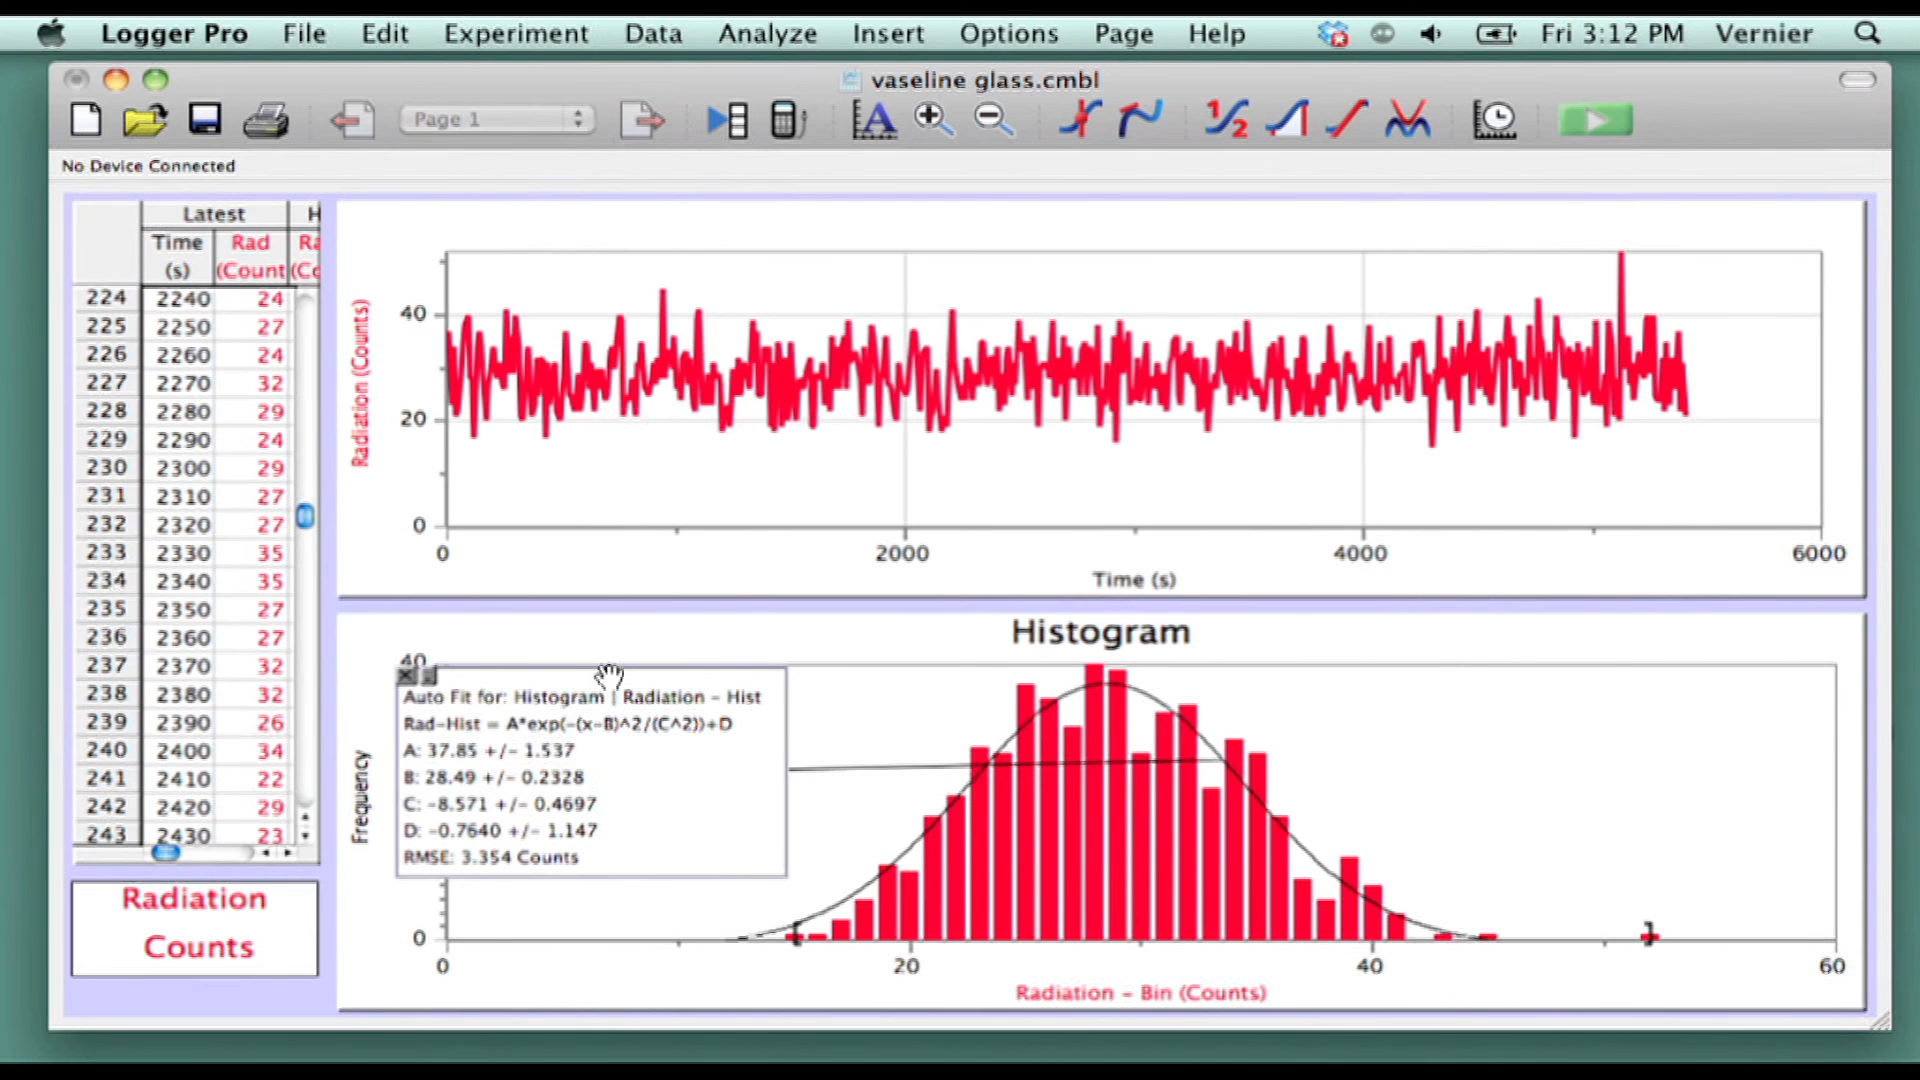 Logger Pro File Edit Experiment Data Analyze Insert Options Page Help Fri 3:12 PM Vernier
vaseline glass.cmbl
Page 1
No Device Connected
Latest H
Time Rad Ra
(s) (Count (Co
224 2240 24
225 2250 27
226 2260 24
227 2270 32
228 2280 29
229 2290 24
230 2300 29
231 2310 27
232 2320 27
233 2330 35
234 2340 35
235 2350 27
236 2360 27
237 2370 32
238 2380 32
239 2390 26
240 2400 34
241 2410 22
242 2420 29
243 2430 23
Radiation
Counts
Radiation (Counts)
40
20
0
0 2000 4000 6000
Time (s)
Histogram
Frequency
40
Auto Fit for: Histogram | Radiation - Hist
Rad-Hist = A*exp(-(x-B)^2/(C^2))+D
A: 37.85 +/- 1.537
B: 28.49 +/- 0.2328
C: -8.571 +/- 0.4697
D: -0.7640 +/- 1.147
RMSE: 3.354 Counts
0
0 20 40 60
Radiation - Bin (Counts)